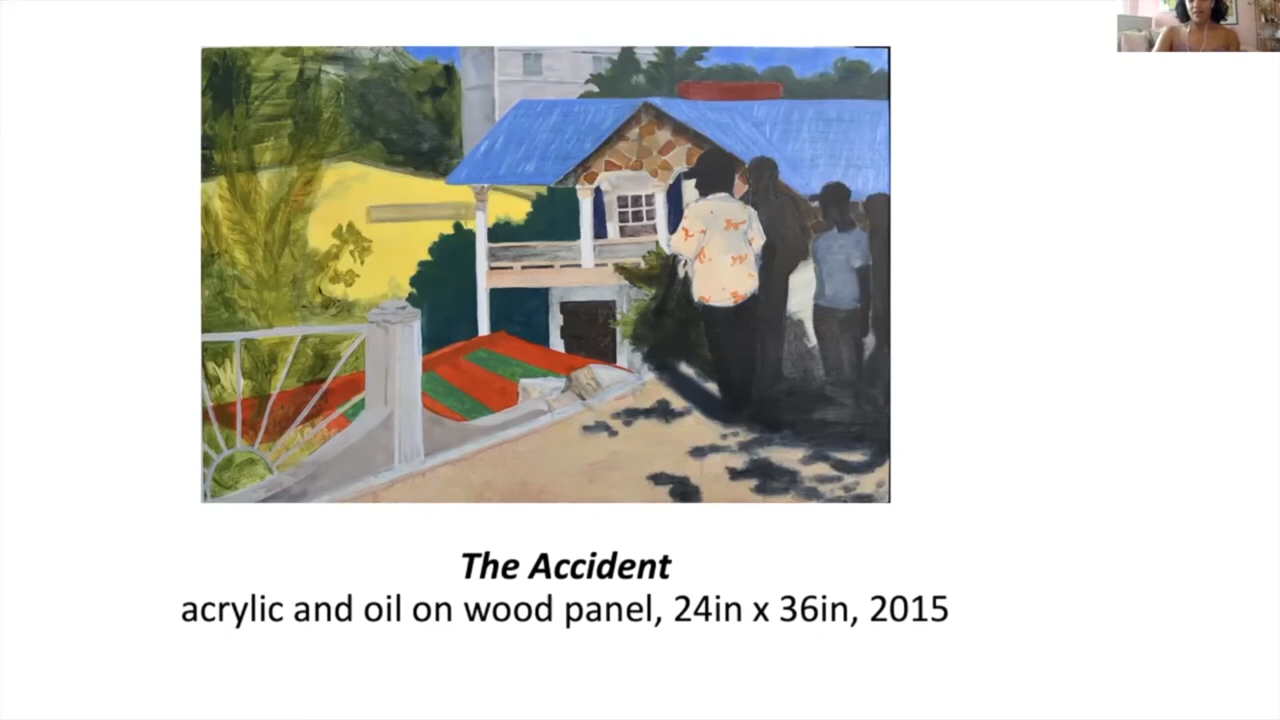 The Accident
acrylic and oil on wood panel, 24in x 36in, 2015